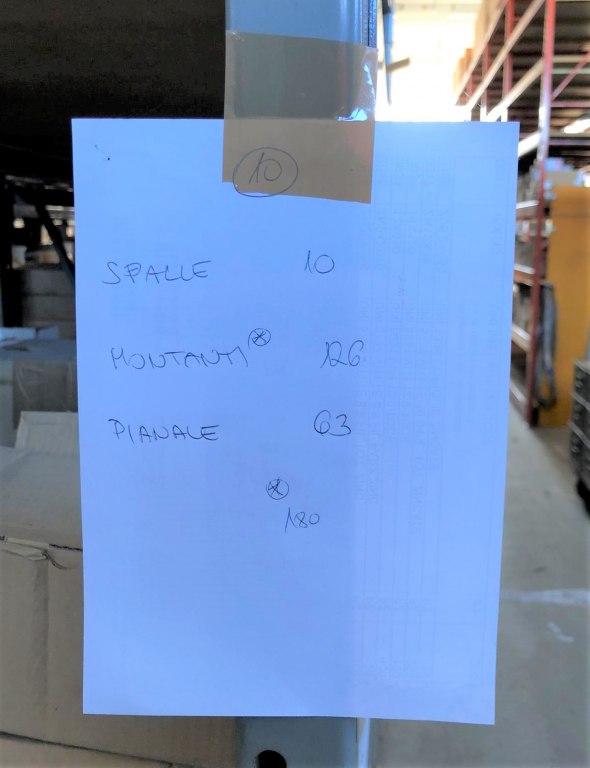 10
SPALLE 10
MONTANTI ⊗ 126
PIANALE 63
⊗
180